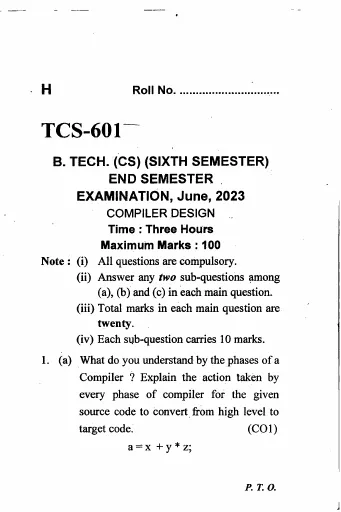 H Roll No. ...............................
TCS-601
B. TECH. (CS) (SIXTH SEMESTER)
END SEMESTER
EXAMINATION, June, 2023
COMPILER DESIGN
Time : Three Hours
Maximum Marks : 100
Note : (i) All questions are compulsory.
(ii) Answer any two sub-questions among
(a), (b) and (c) in each main question.
(iii) Total marks in each main question are
twenty.
(iv) Each sub-question carries 10 marks.
1. (a) What do you understand by the phases of a
Compiler ? Explain the action taken by
every phase of compiler for the given
source code to convert from high level to
target code. (CO1)
a = x + y * z;
P. T. O.